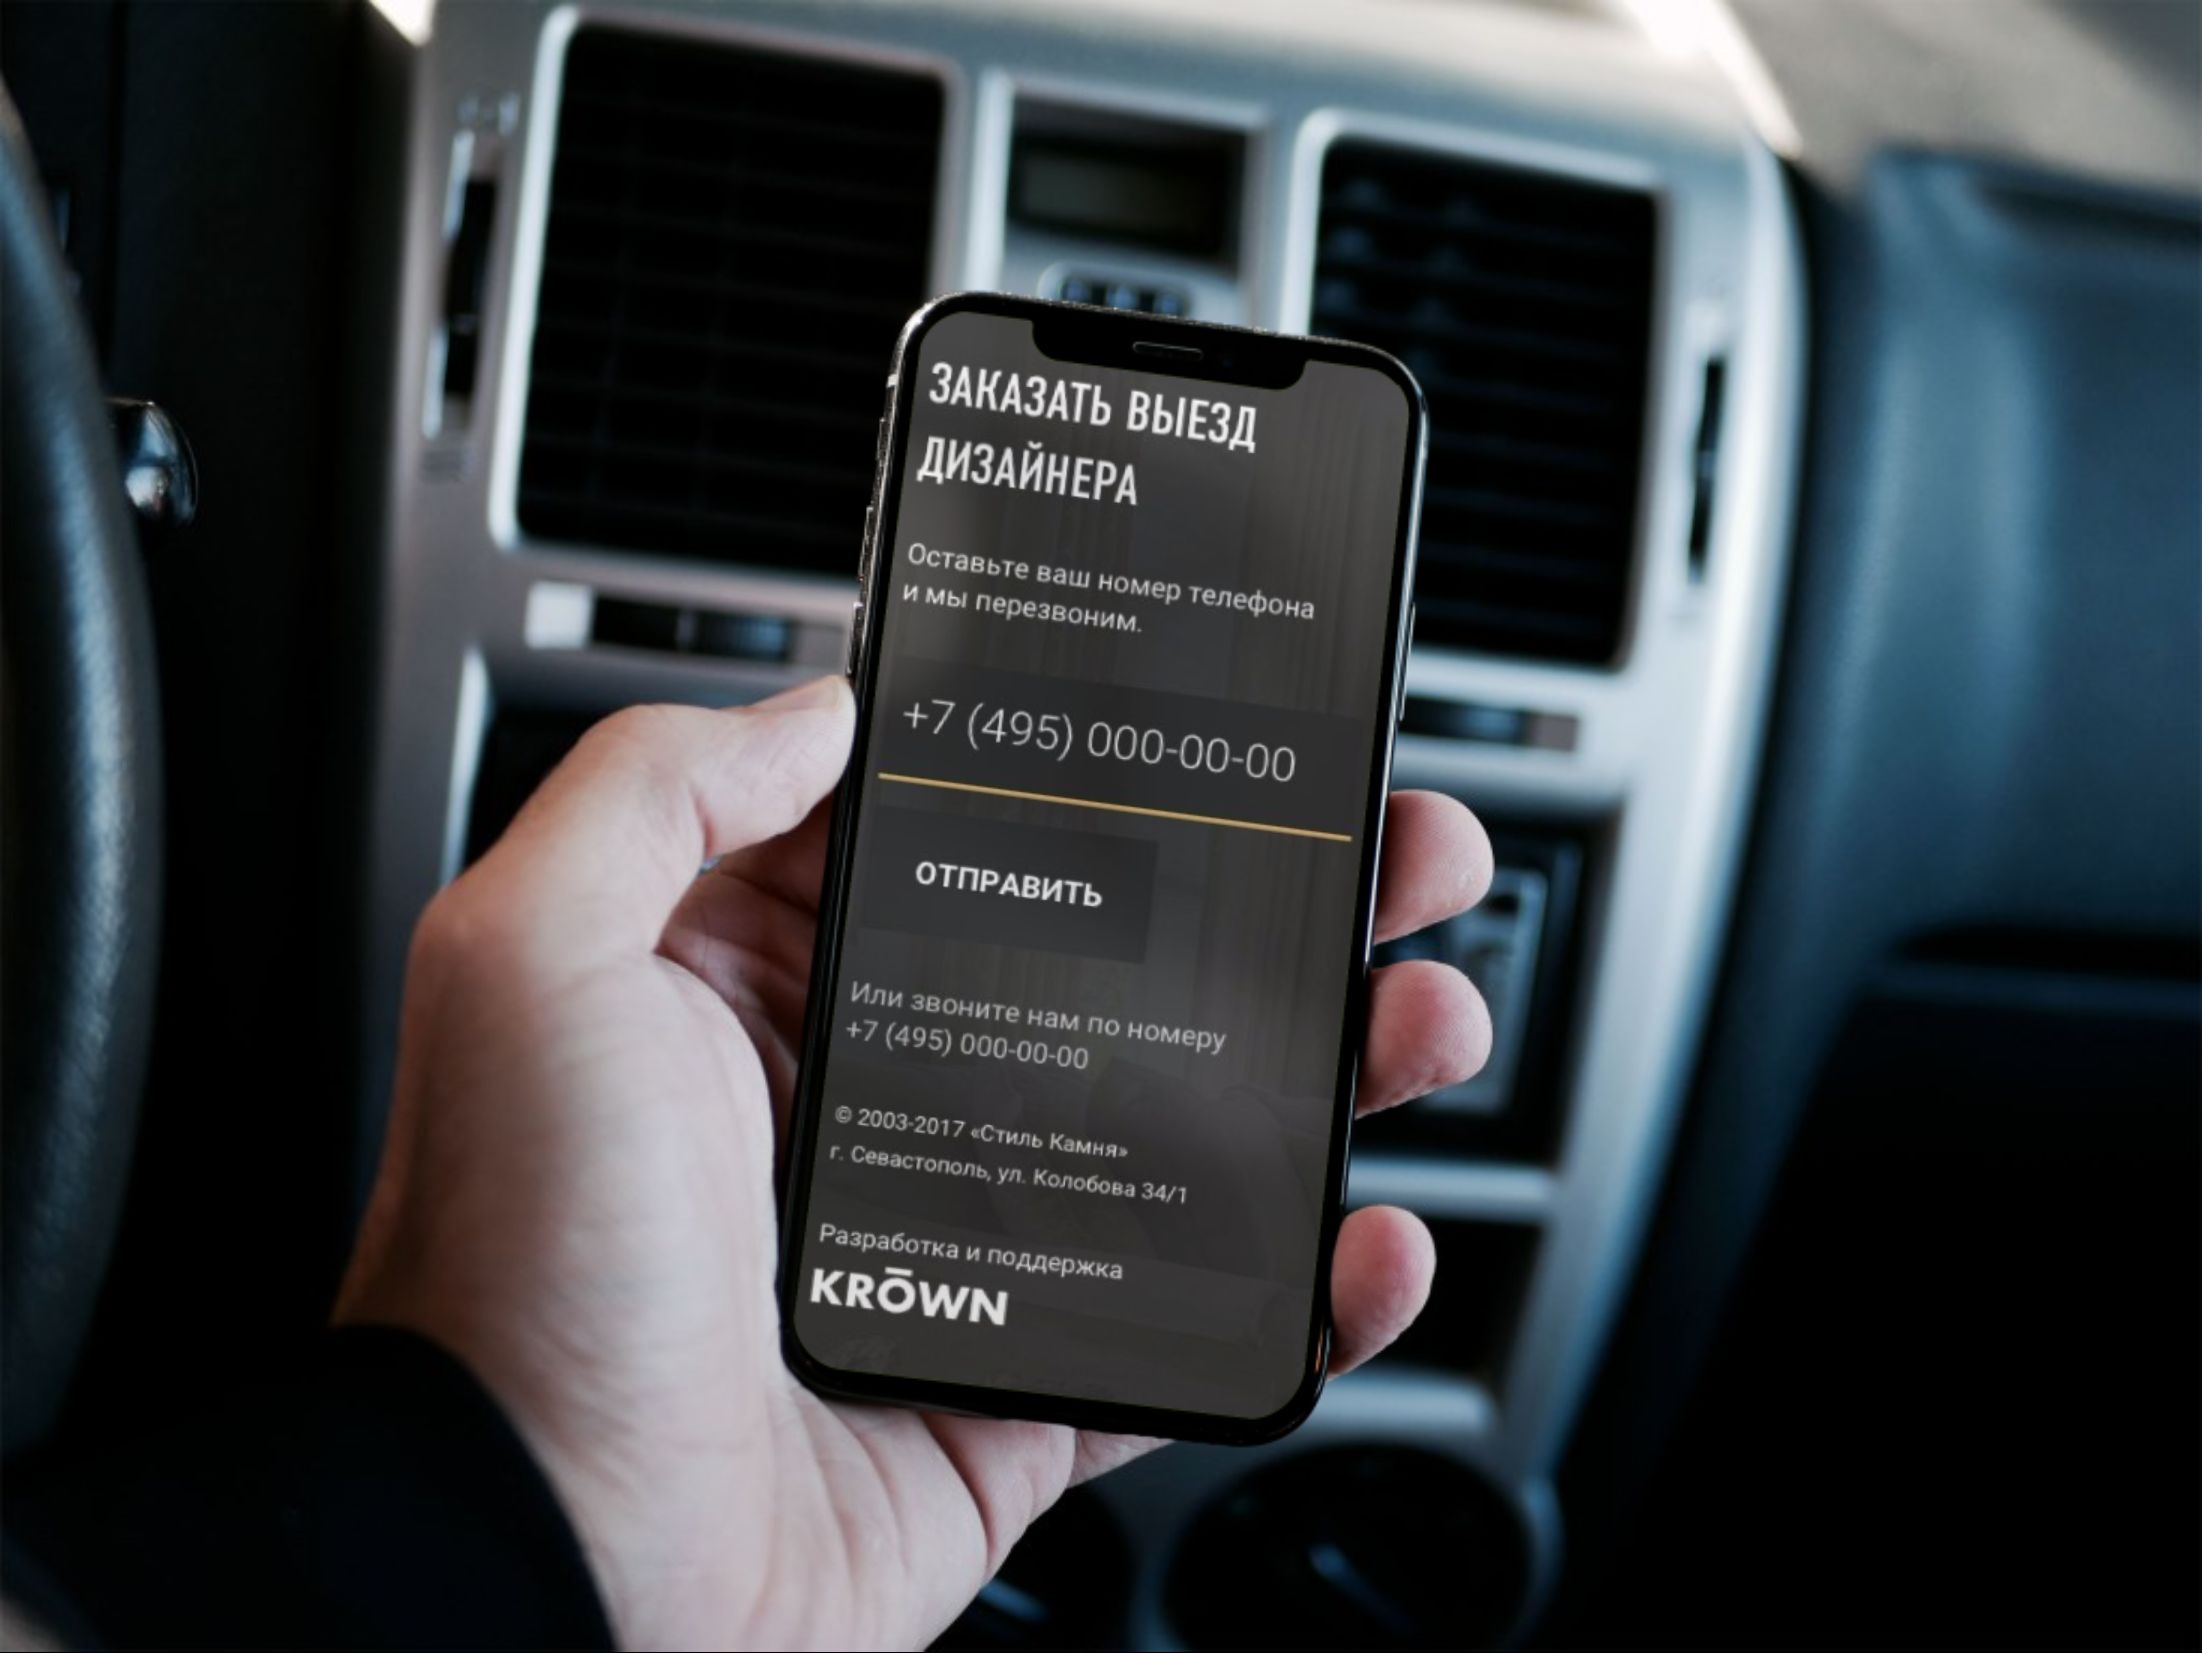 ЗАКАЗАТЬ ВЫЕЗД
ДИЗАЙНЕРА
Оставьте ваш номер телефона
и мы перезвоним.
+7 (495) 000-00-00
ОТПРАВИТЬ
Или звоните нам по номеру
+7 (495) 000-00-00
© 2003-2017 «Стиль Камня»
г. Севастополь, ул. Колобова 34/1
Разработка и поддержка
KRŌWN